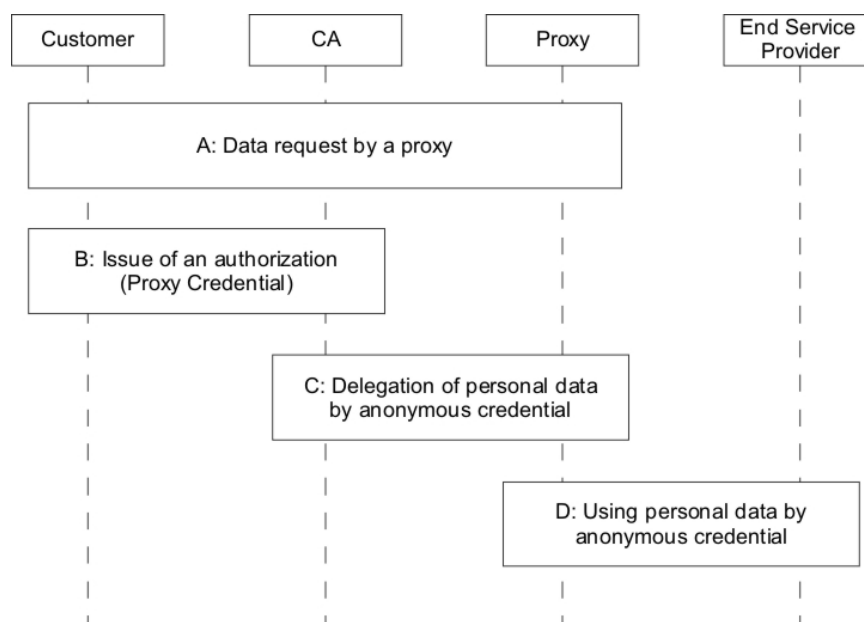 Customer
CA
Proxy
End Service
Provider
A: Data request by a proxy
B: Issue of an authorization
(Proxy Credential)
C: Delegation of personal data
by anonymous credential
D: Using personal data by
anonymous credential